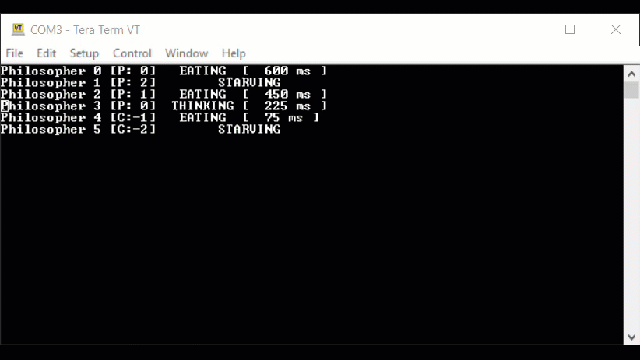 COM3 - Tera Term VT
File Edit Setup Control Window Help
Philosopher 0 [P: 0] EATING [ 600 ms ]
Philosopher 1 [P: 2] STARVING
Philosopher 2 [P: 1] EATING [ 450 ms ]
Philosopher 3 [P: 0] THINKING [ 225 ms ]
Philosopher 4 [C:-1] EATING [ 75 ms ]
Philosopher 5 [C:-2] STARVING